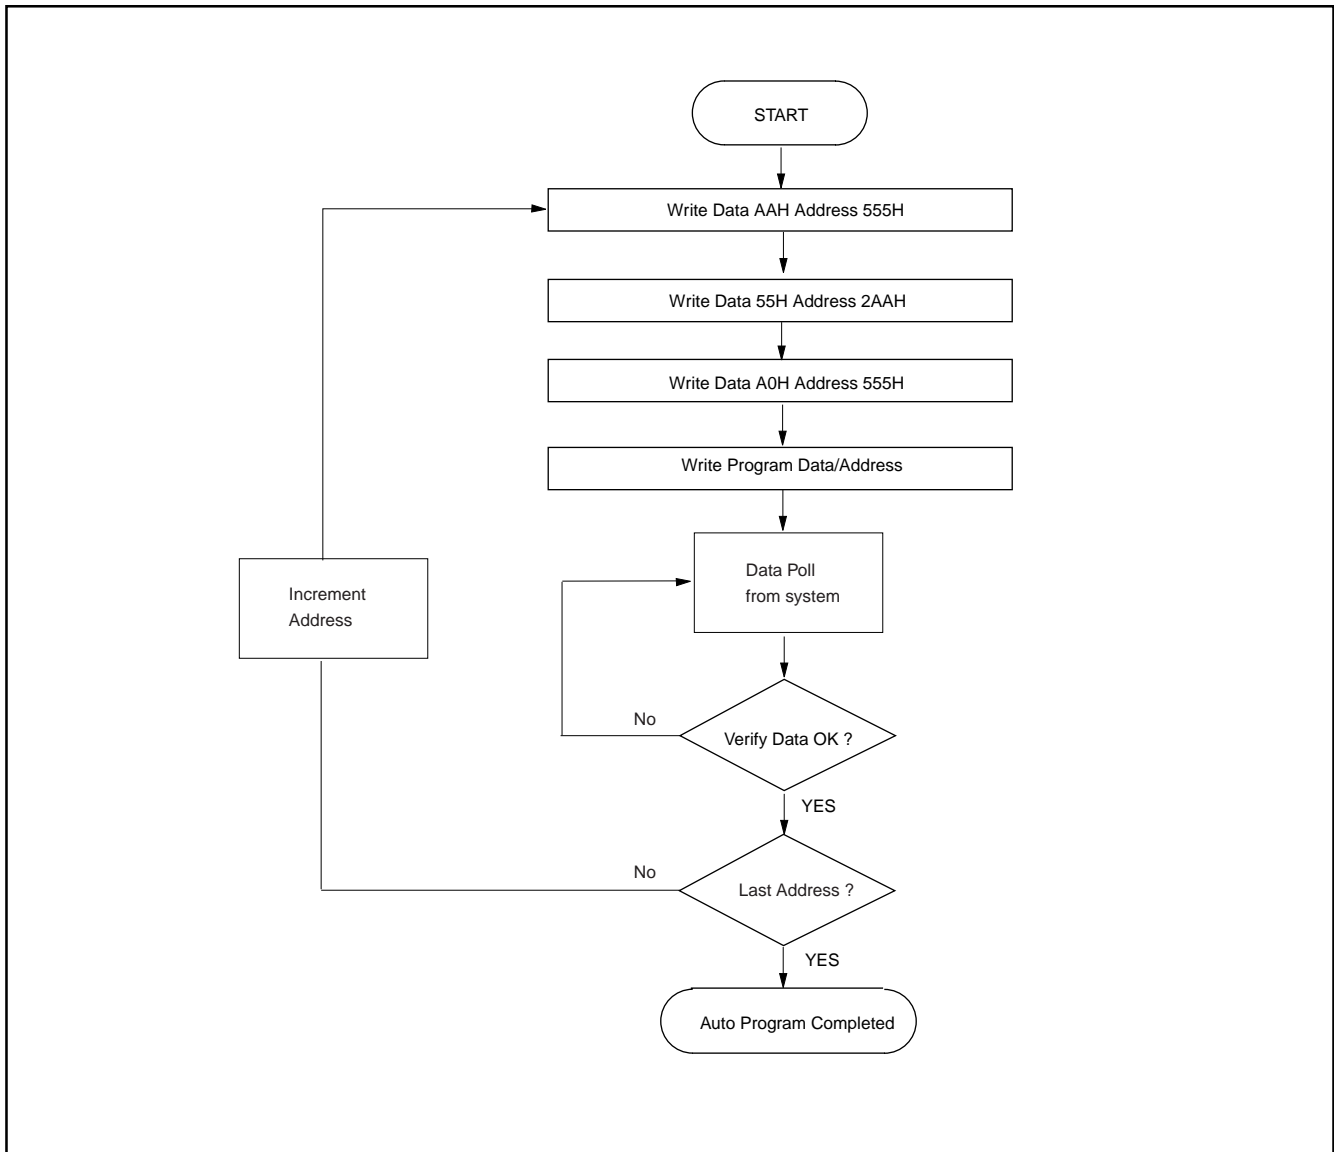 START
Write Data AAH Address 555H
Write Data 55H Address 2AAH
Write Data A0H Address 555H
Write Program Data/Address
Data Poll
from system
Increment
Address
No
Verify Data OK ?
YES
No
Last Address ?
YES
Auto Program Completed